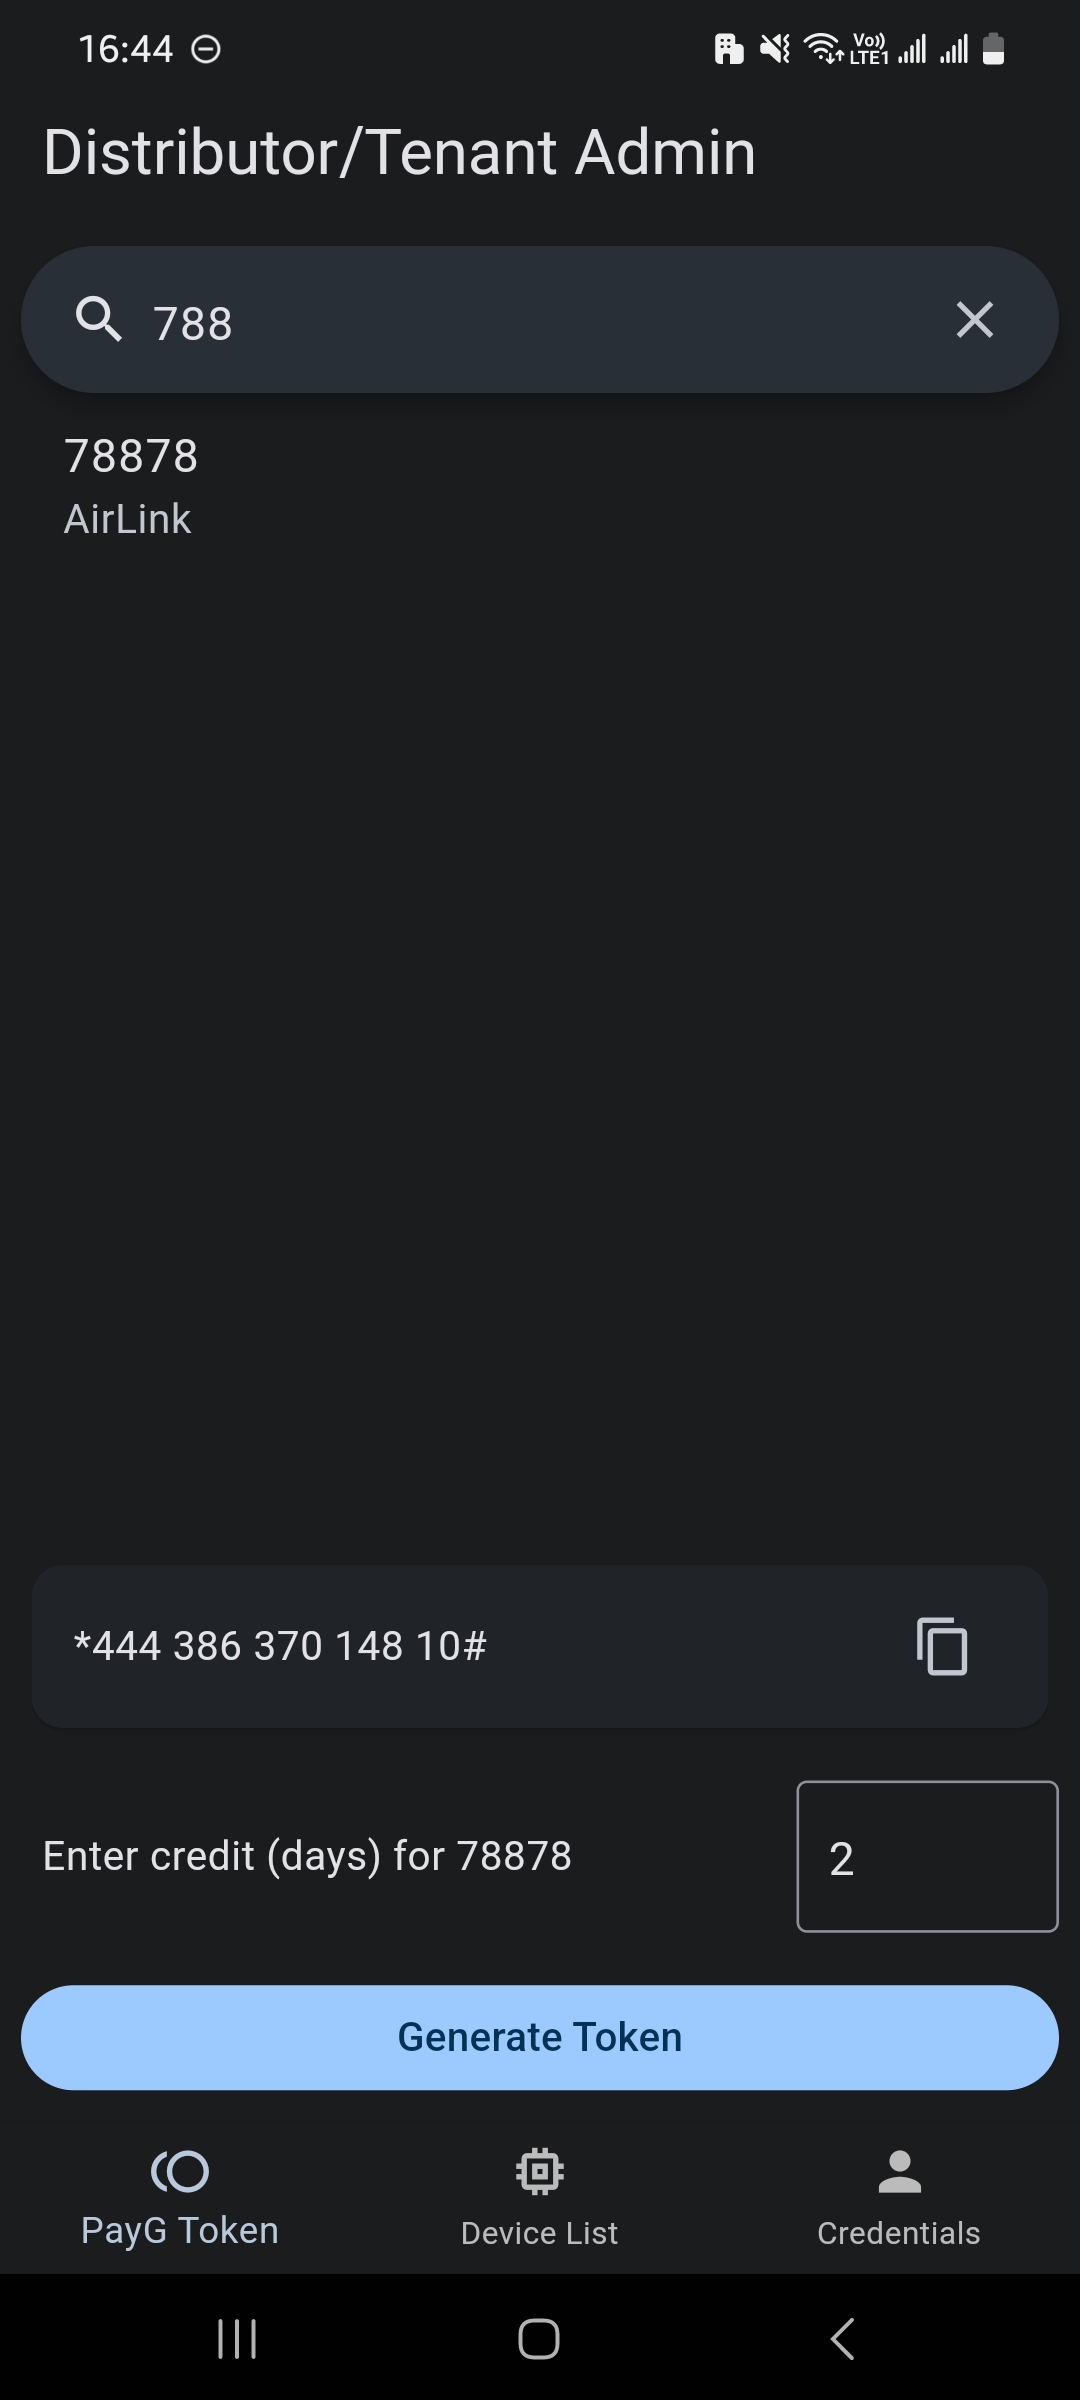 16:44
Vo))
LTE1
Distributor/Tenant Admin
788
78878
AirLink
*444 386 370 148 10#
Enter credit (days) for 78878
2
Generate Token
PayG Token
Device List
Credentials